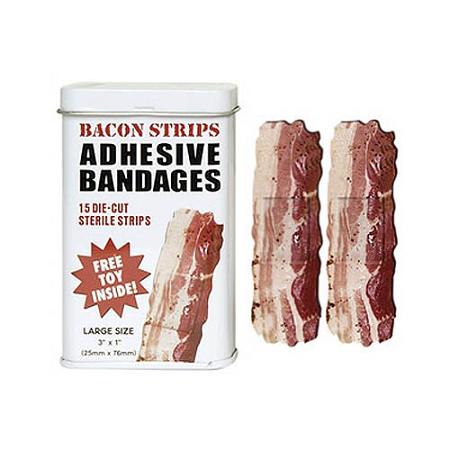 BACON STRIPS
ADHESIVE
BANDAGES
15 DIE-CUT
STERILE STRIPS
FREE
TOY
INSIDE!
LARGE SIZE
3" x 1"
(25mm x 76mm)